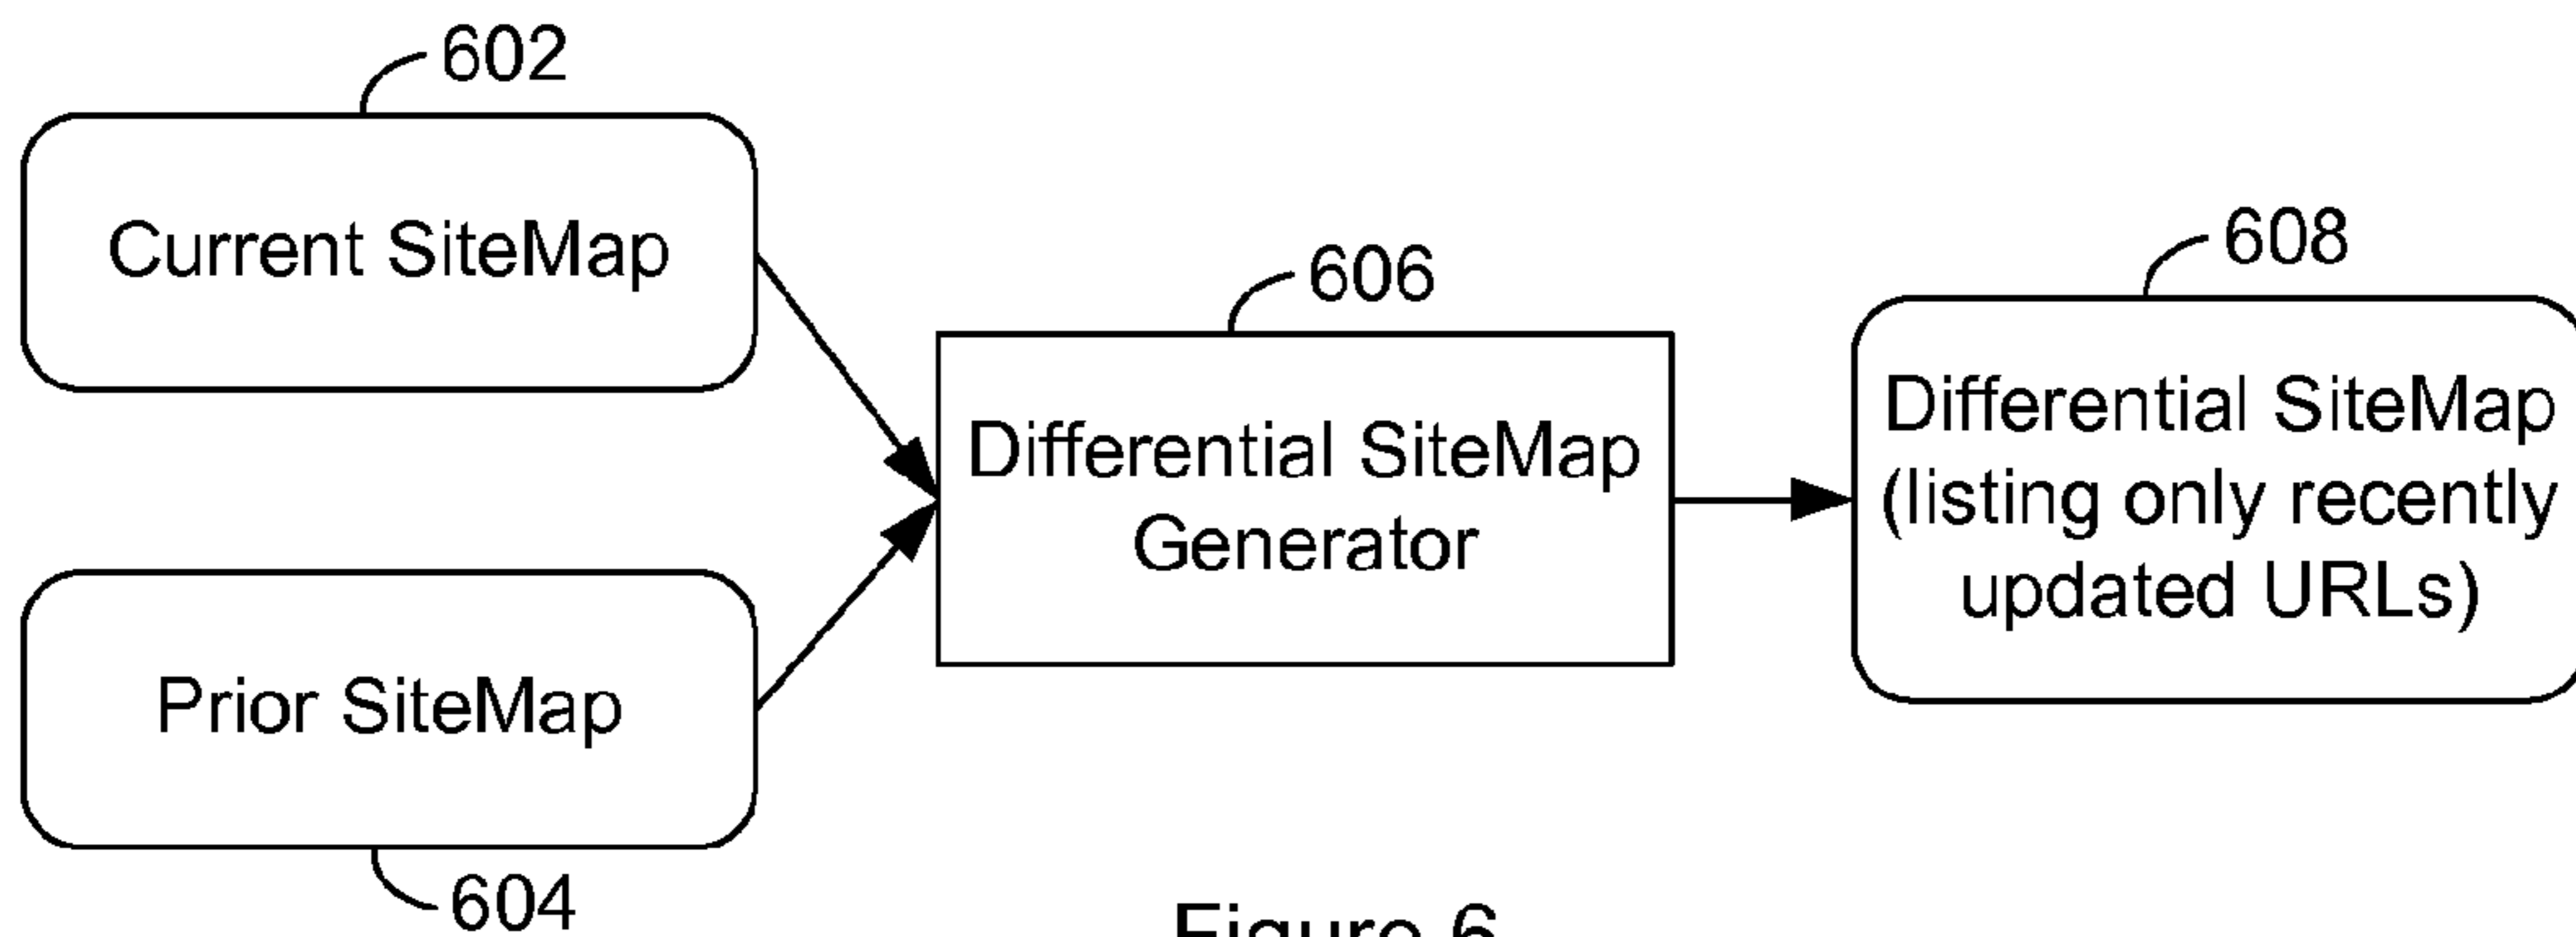 602
Current SiteMap
606
608
Differential SiteMap
Generator
Differential SiteMap
(listing only recently
updated URLs)
Prior SiteMap
604
Figure 6